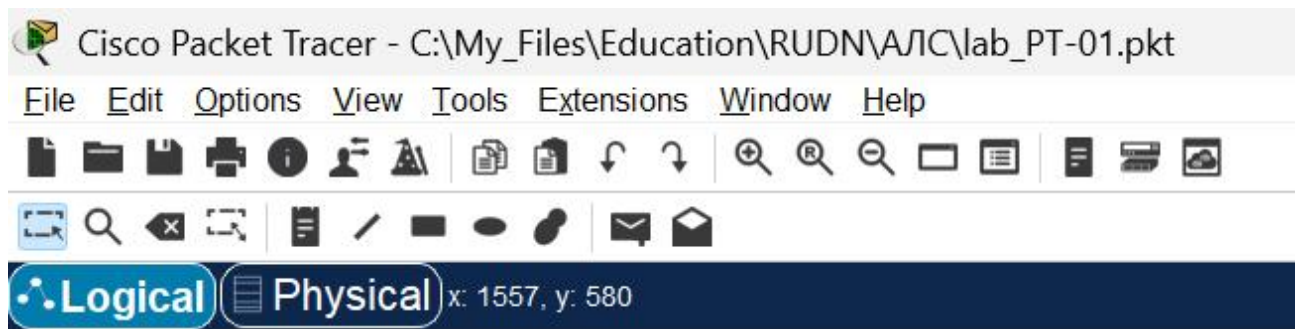 Cisco Packet Tracer - C:\My_Files\Education\RUDN\АЛС\lab_PT-01.pkt
File Edit Options View Tools Extensions Window Help
Logical Physical x: 1557, y: 580